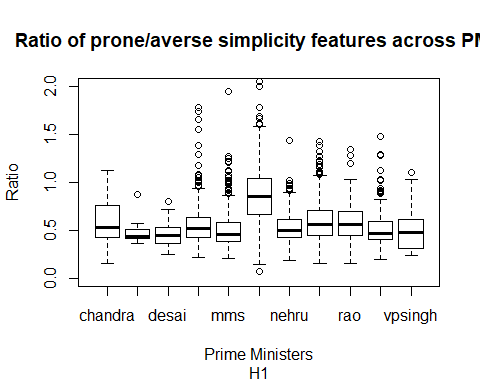 Ratio of prone/averse simplicity features across PM
Ratio
2.0
1.5
1.0
0.5
0.0
chandra desai mms nehru rao vpsingh
Prime Ministers
H1